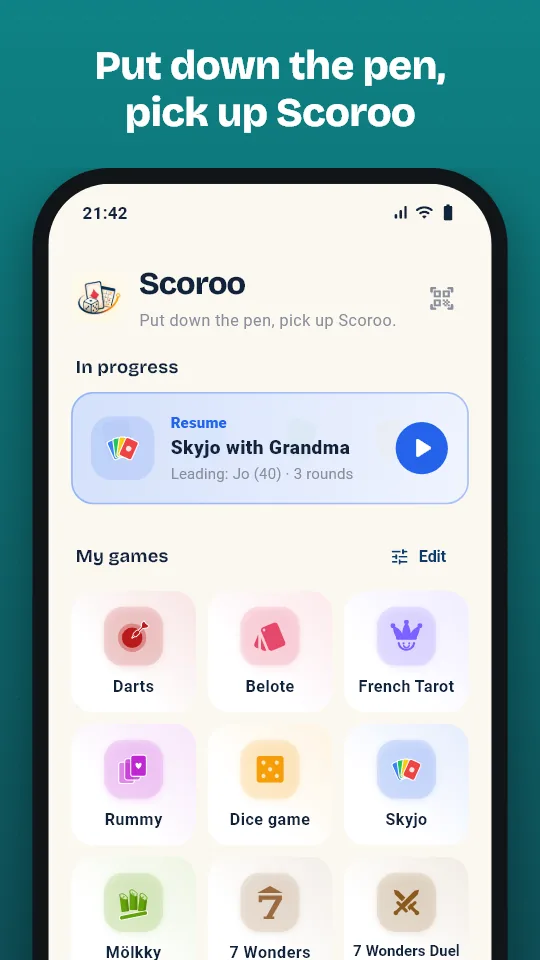 Put down the pen,
pick up Scoroo
21:42
Scoroo
Put down the pen, pick up Scoroo.
In progress
Resume
Skyjo with Grandma
Leading: Jo (40) · 3 rounds
My games
Edit
Darts
Belote
French Tarot
Rummy
Dice game
Skyjo
Mölkky
7
7 Wonders
7 Wonders Duel